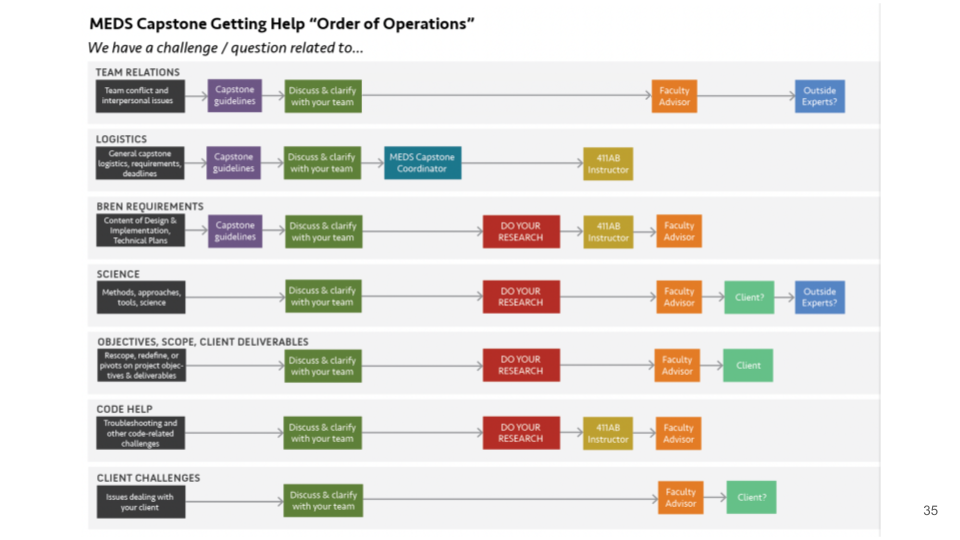 MEDS Capstone Getting Help “Order of Operations”
We have a challenge / question related to...
TEAM RELATIONS
Team conflict and
interpersonal issues
Capstone
guidelines
Discuss & clarify
with your team
Faculty
Advisor
Outside
Experts?
LOGISTICS
General capstone
logistics, requirements,
deadlines
Capstone
guidelines
Discuss & clarify
with your team
MEDS Capstone
Coordinator
411AB
Instructor
BREN REQUIREMENTS
Content of Design &
Implementation,
Technical Plans
Capstone
guidelines
Discuss & clarify
with your team
DO YOUR
RESEARCH
411AB
Instructor
Faculty
Advisor
SCIENCE
Methods, approaches,
tools, science
Discuss & clarify
with your team
DO YOUR
RESEARCH
Faculty
Advisor
Client?
Outside
Experts?
OBJECTIVES, SCOPE, CLIENT DELIVERABLES
Rescope, redefine, or
pivots on project objec-
tives & deliverables
Discuss & clarify
with your team
DO YOUR
RESEARCH
Faculty
Advisor
Client
CODE HELP
Troubleshooting and
other code-related
challenges
Discuss & clarify
with your team
DO YOUR
RESEARCH
411AB
Instructor
Faculty
Advisor
CLIENT CHALLENGES
Issues dealing with
your client
Discuss & clarify
with your team
Faculty
Advisor
Client?
35